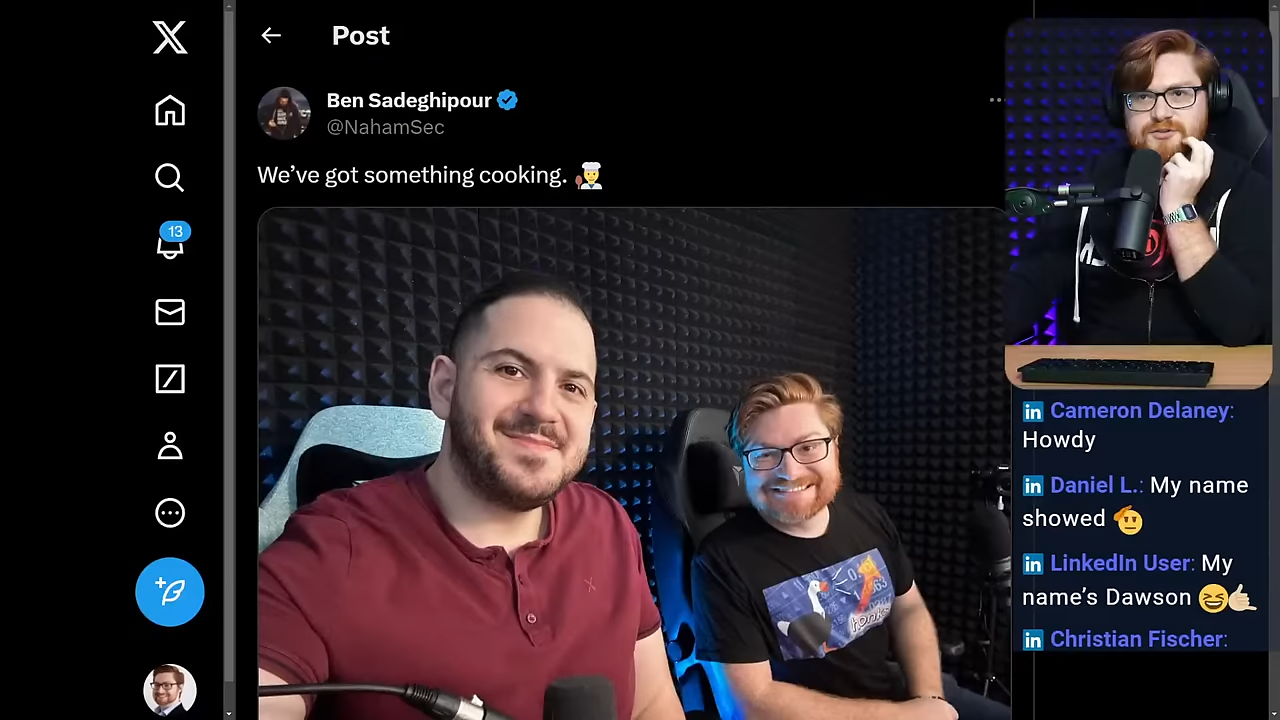 Post
Ben Sadeghipour
@NahamSec
We’ve got something cooking. 👨‍🍳
13
honks
Cameron Delaney:
Howdy
Daniel L.: My name
showed 🫡
LinkedIn User: My
name’s Dawson 😆🤙🏼
Christian Fischer: